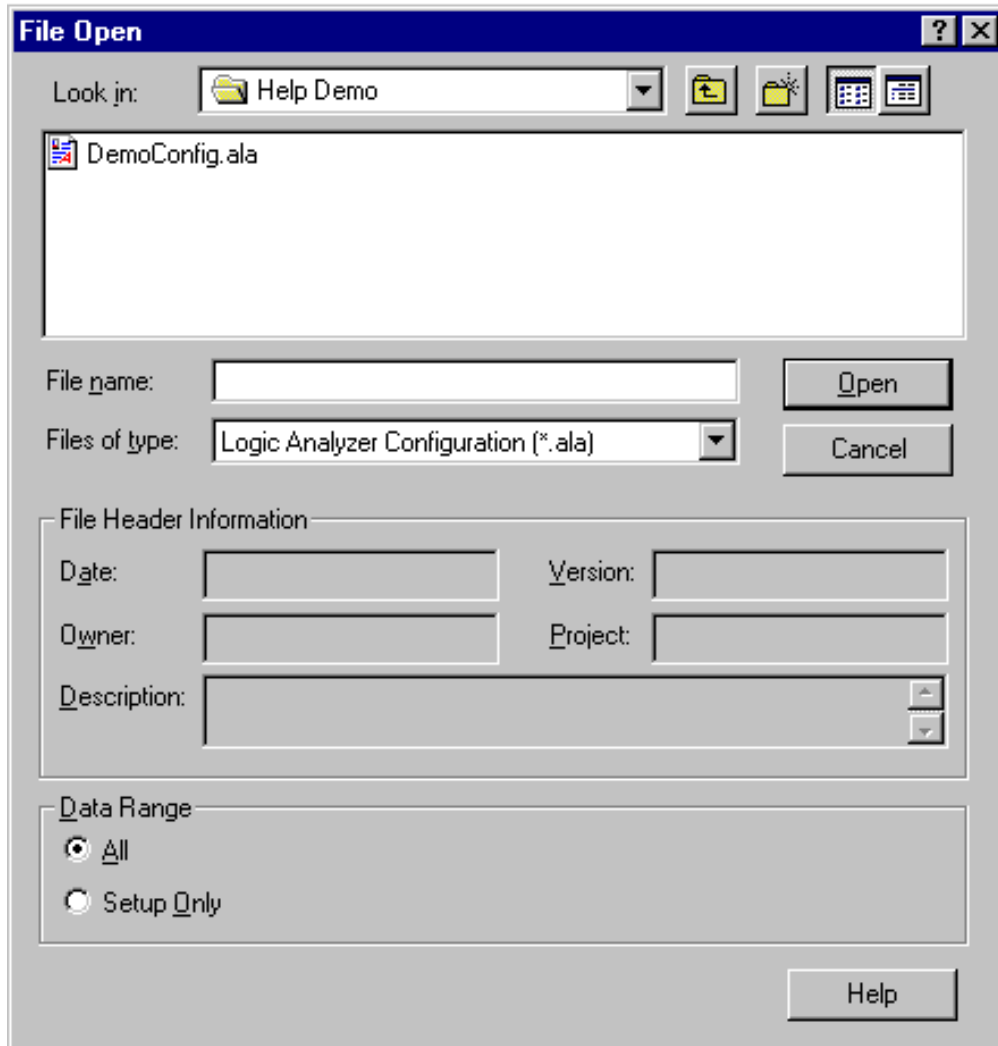 File Open
Look in: Help Demo
DemoConfig.ala
File name: Open
Files of type: Logic Analyzer Configuration (*.ala) Cancel
File Header Information
Date: Version:
Owner: Project:
Description:
Data Range
All
Setup Only
Help